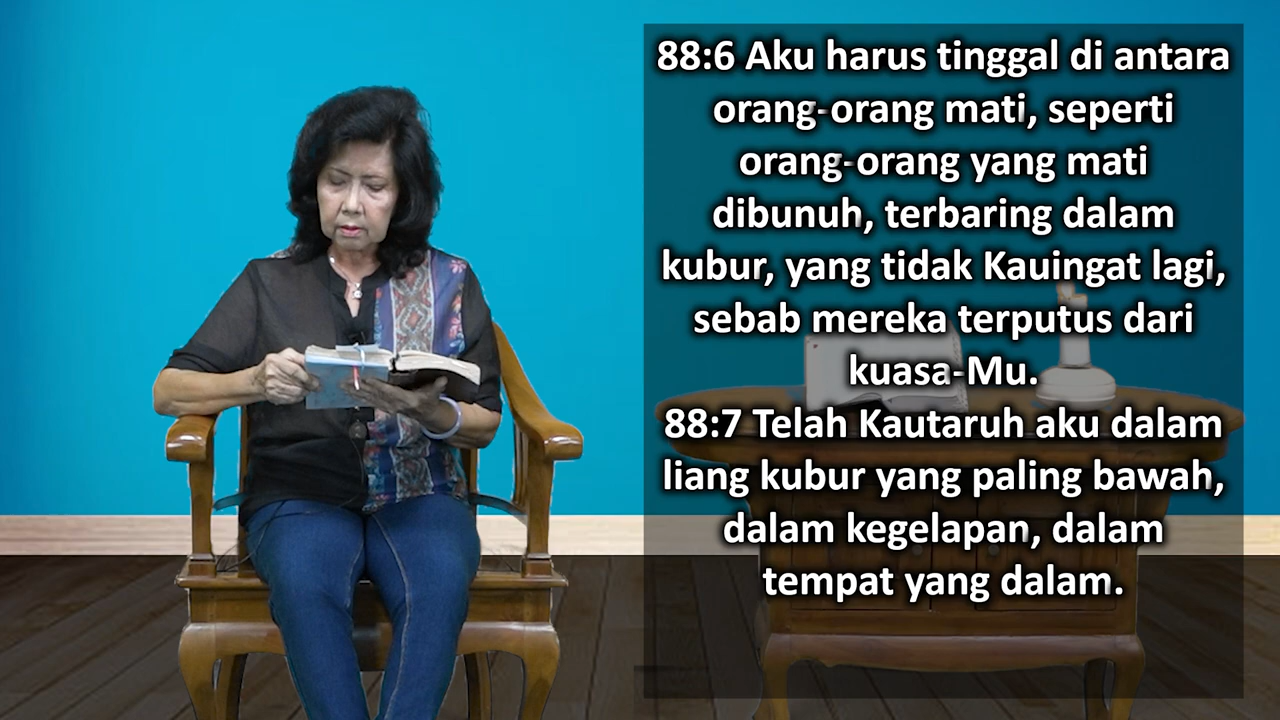 88:6 Aku harus tinggal di antara
orang-orang mati, seperti
orang-orang yang mati
dibunuh, terbaring dalam
kubur, yang tidak Kauingat lagi,
sebab mereka terputus dari
kuasa-Mu.
88:7 Telah Kautaruh aku dalam
liang kubur yang paling bawah,
dalam kegelapan, dalam
tempat yang dalam.